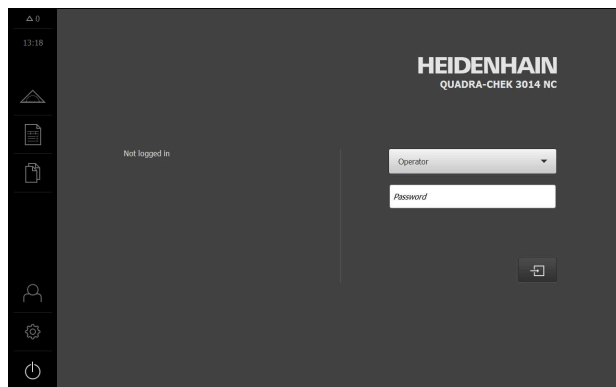 0
13:18
HEIDENHAIN
QUADRA-CHEK 3014 NC
Not logged in
Operator
Password